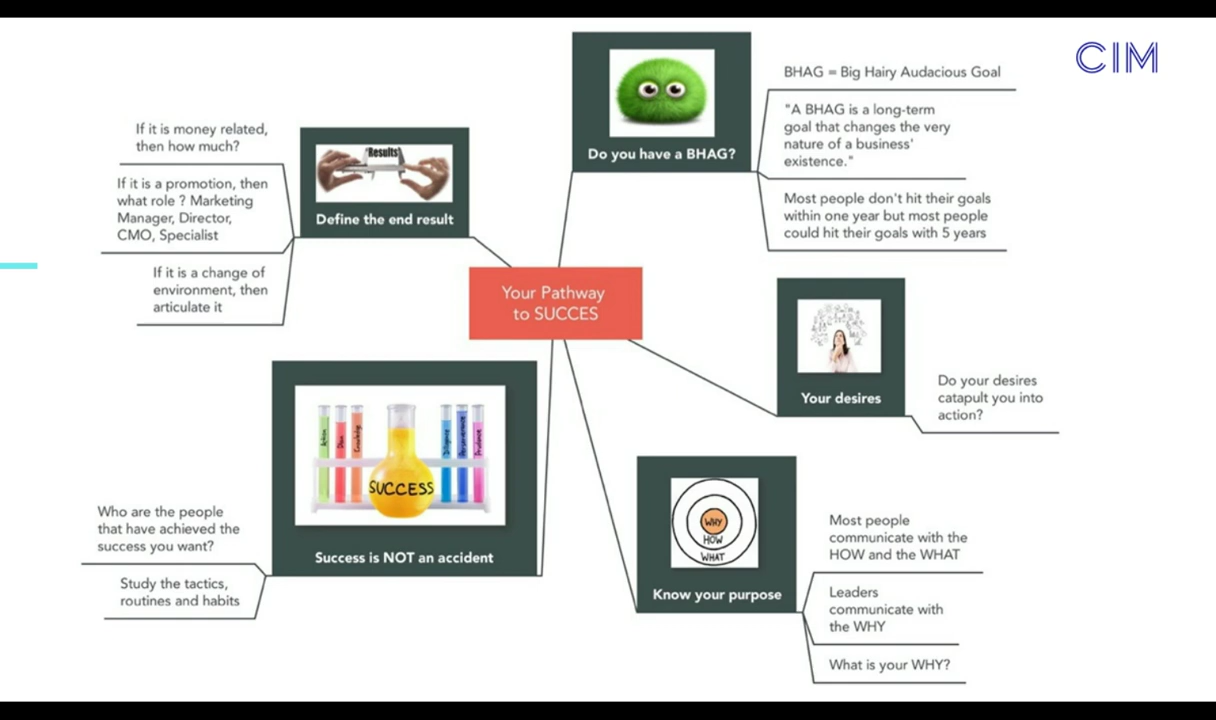 CIM
Do you have a BHAG?
BHAG = Big Hairy Audacious Goal
"A BHAG is a long-term
goal that changes the very
nature of a business'
existence."
Most people don't hit their goals
within one year but most people
could hit their goals with 5 years
If it is money related,
then how much?
If it is a promotion, then
what role ? Marketing
Manager, Director,
CMO, Specialist
If it is a change of
environment, then
articulate it
Results
Define the end result
Your Pathway
to SUCCES
Your desires
Do your desires
catapult you into
action?
Action
Plan
Knowledge
SUCCESS
Diligence
Perseverance
Prudence
Success is NOT an accident
Who are the people
that have achieved the
success you want?
Study the tactics,
routines and habits
WHY
HOW
WHAT
Know your purpose
Most people
communicate with the
HOW and the WHAT
Leaders
communicate with
the WHY
What is your WHY?